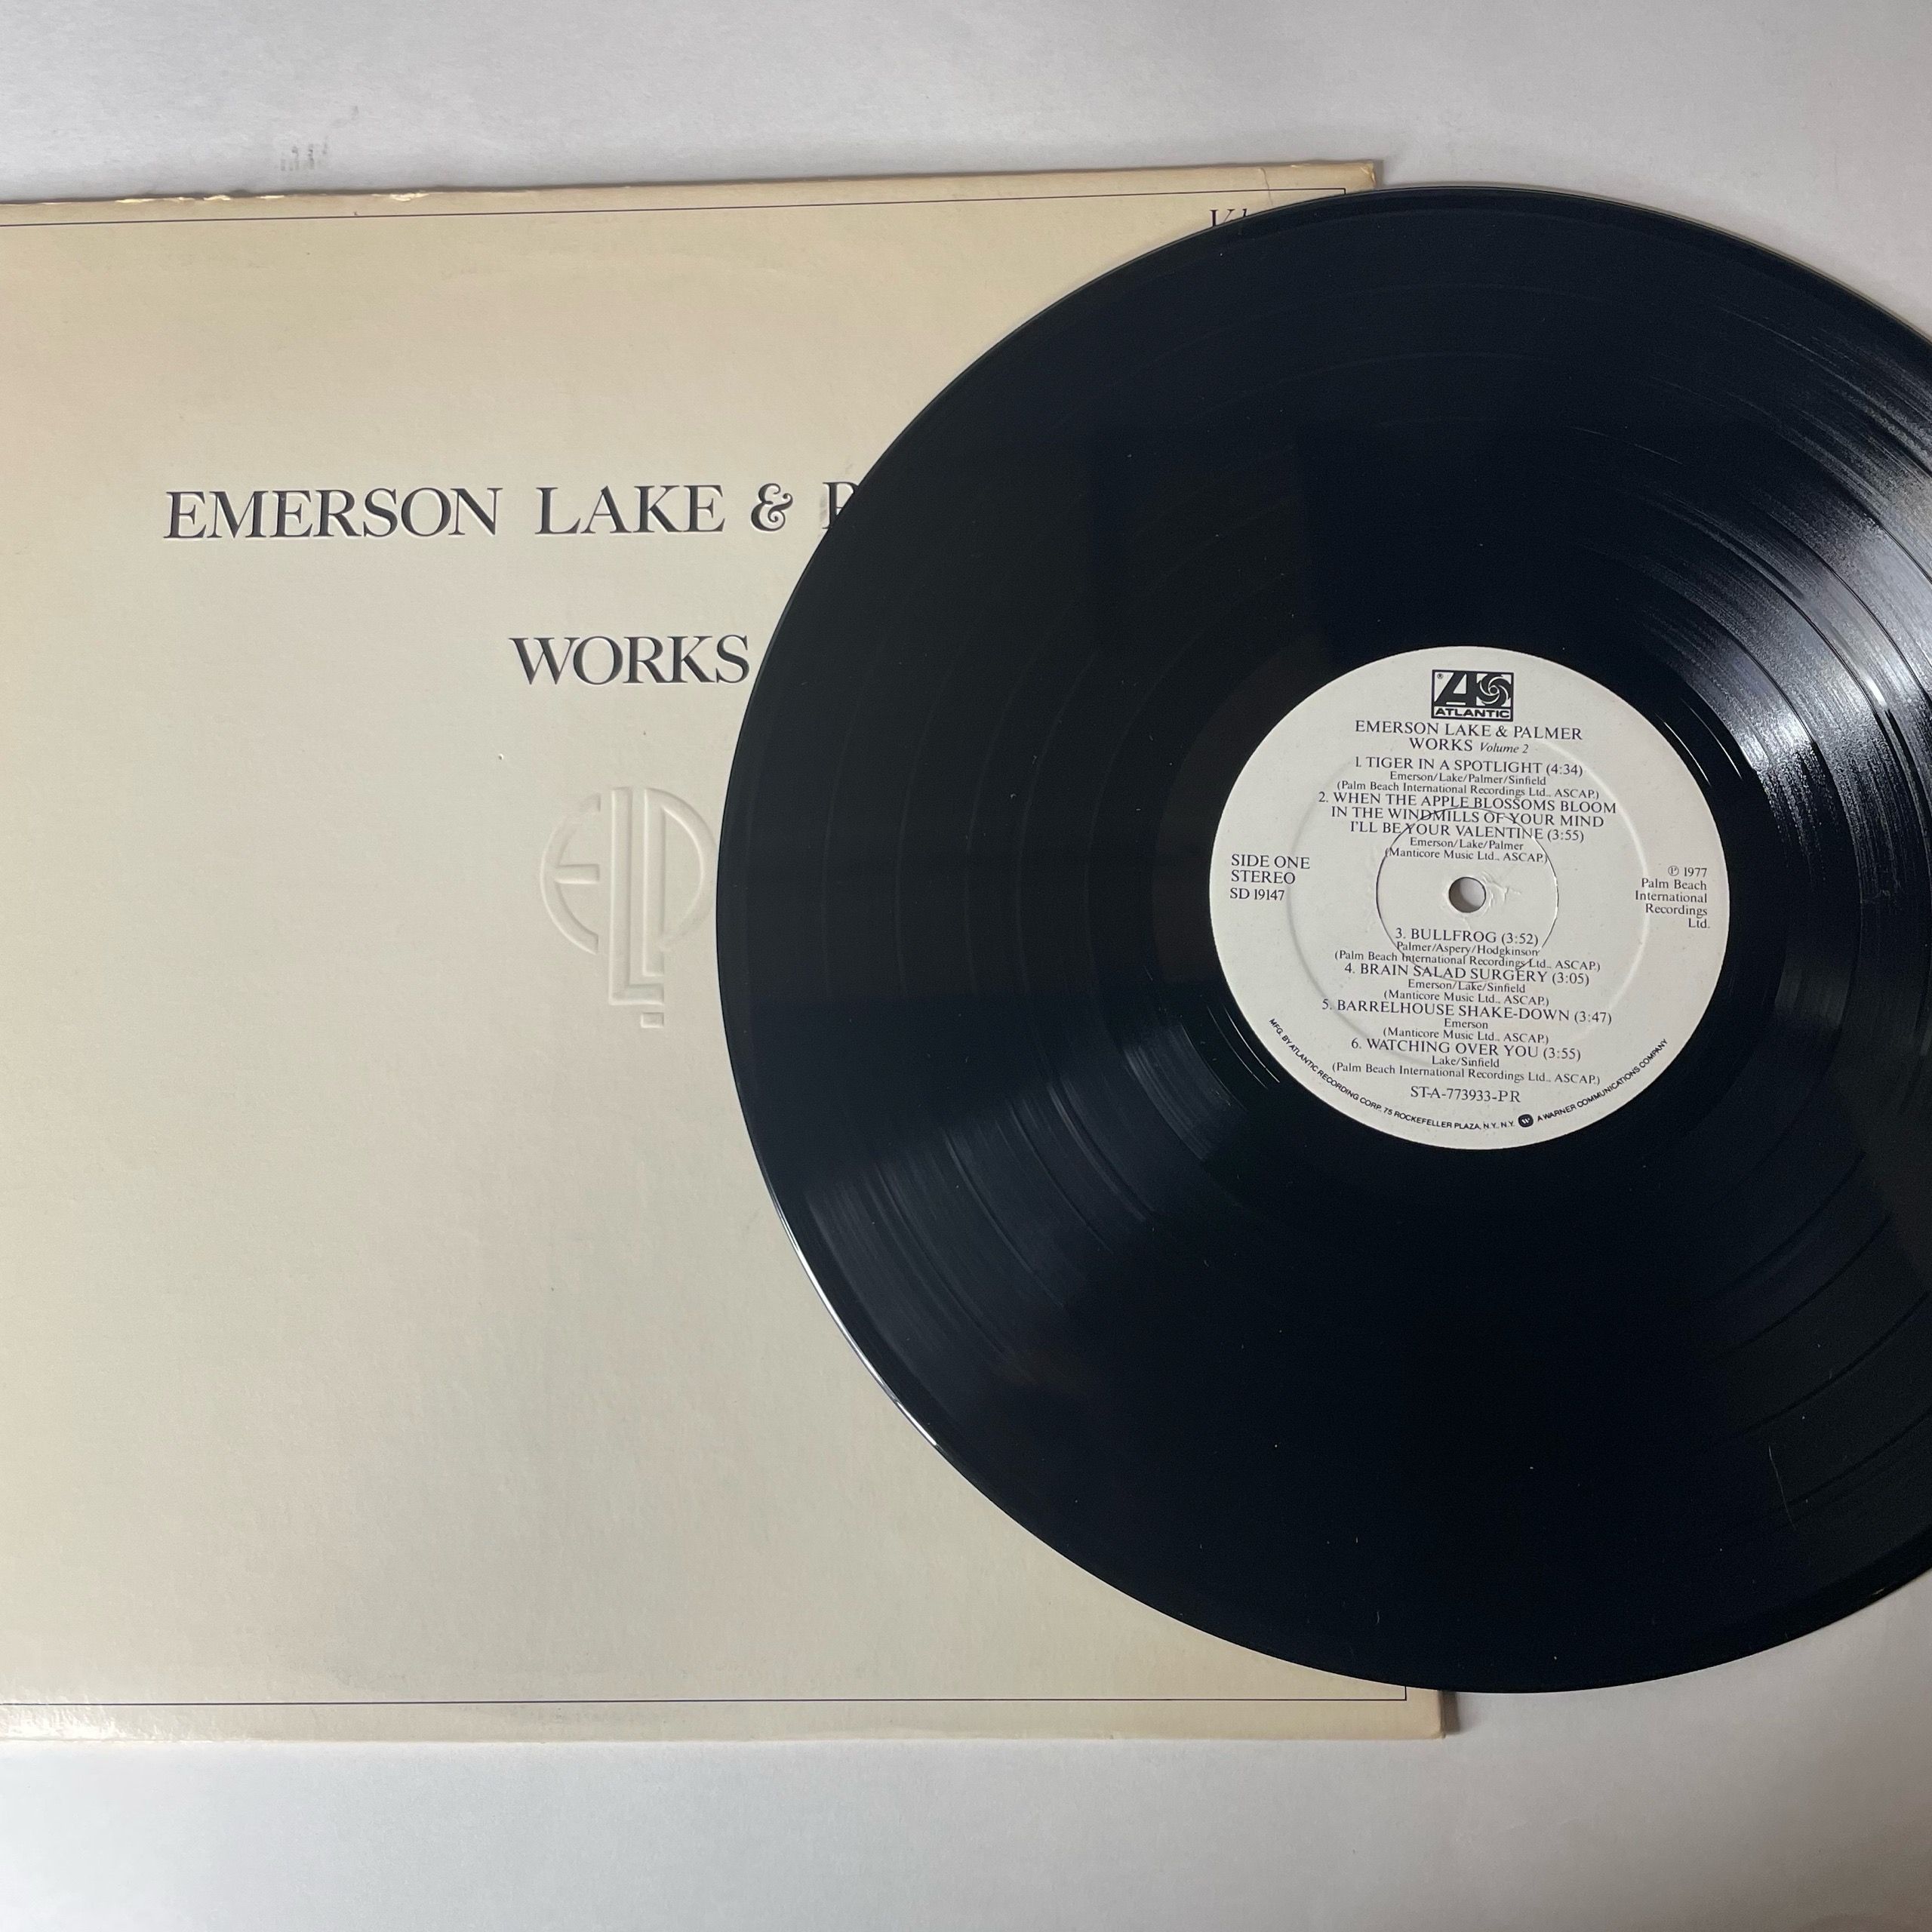 EMERSON LAKE &
WORKS
ELP
ATLANTIC
EMERSON LAKE & PALMER
WORKS Volume 2
1. TIGER IN A SPOTLIGHT (4:34)
Emerson/Lake/Palmer/Sinfield
(Palm Beach International Recordings Ltd., ASCAP.)
2. WHEN THE APPLE BLOSSOMS BLOOM
IN THE WINDMILLS OF YOUR MIND
I'LL BE YOUR VALENTINE (3:55)
Emerson/Lake/Palmer
(Manticore Music Ltd., ASCAP.)
SIDE ONE
STEREO
SD 19147
℗ 1977
Palm Beach
International
Recordings
Ltd.
3. BULLFROG (3:52)
Palmer/Aspery/Hodgkinson
(Palm Beach International Recordings Ltd., ASCAP.)
4. BRAIN SALAD SURGERY (3:05)
Emerson/Lake/Sinfield
(Manticore Music Ltd., ASCAP.)
5. BARRELHOUSE SHAKE-DOWN (3:47)
Emerson
(Manticore Music Ltd., ASCAP.)
6. WATCHING OVER YOU (3:55)
Lake/Sinfield
(Palm Beach International Recordings Ltd., ASCAP.)
ST-A-773933-PR
MFG. BY ATLANTIC RECORDING CORP. 75 ROCKEFELLER PLAZA, N.Y., N.Y. A WARNER COMMUNICATIONS COMPANY